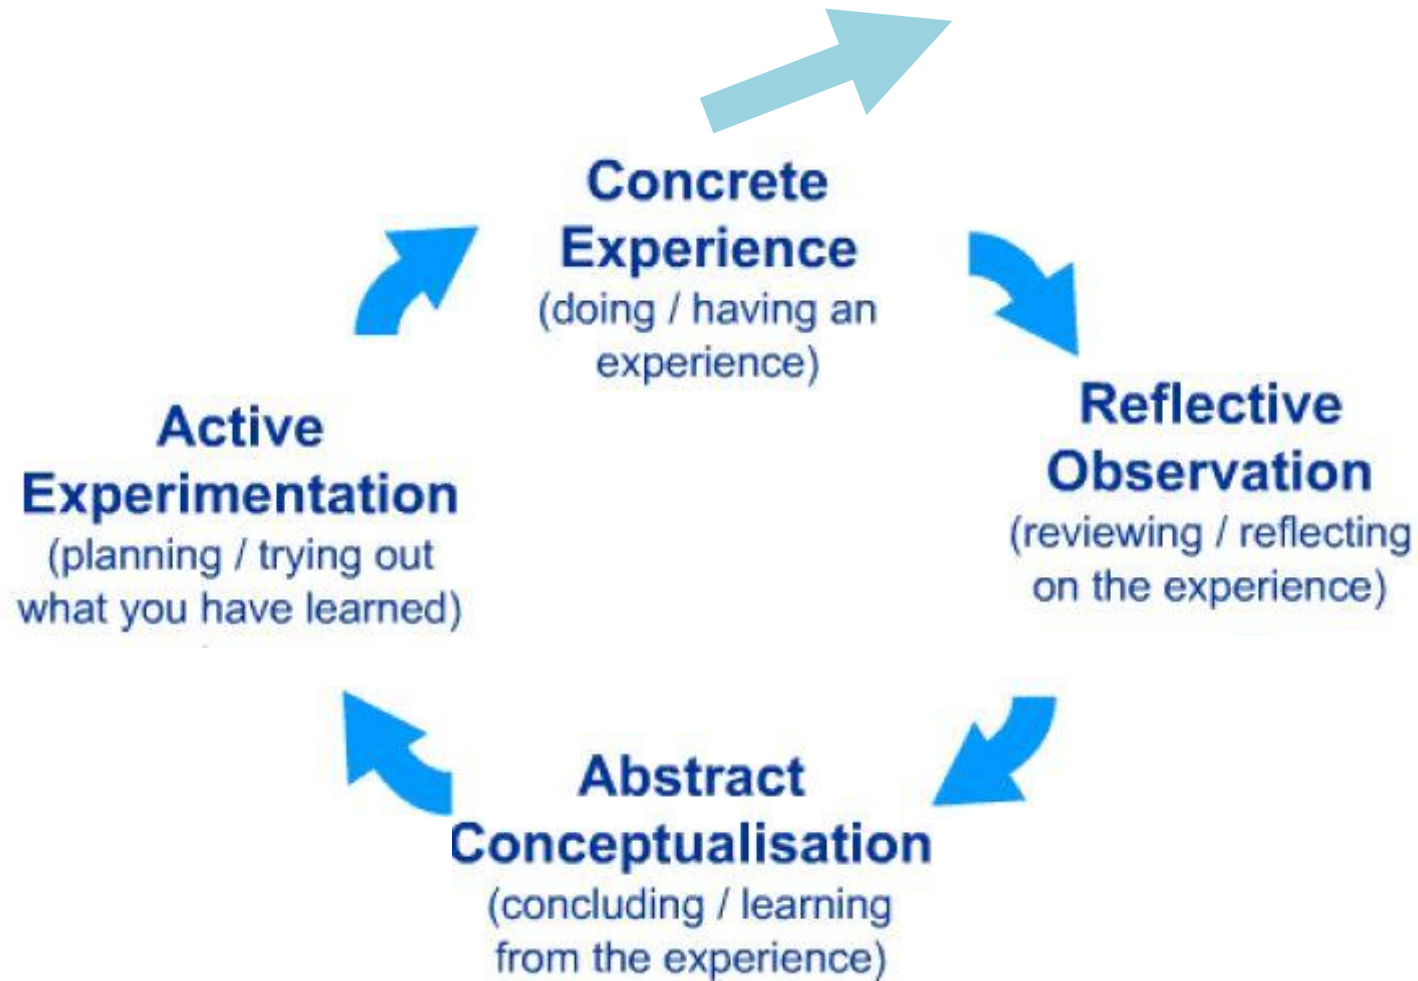 Concrete
Experience
(doing / having an
experience)
Reflective
Observation
(reviewing / reflecting
on the experience)
Abstract
Conceptualisation
(concluding / learning
from the experience)
Active
Experimentation
(planning / trying out
what you have learned)